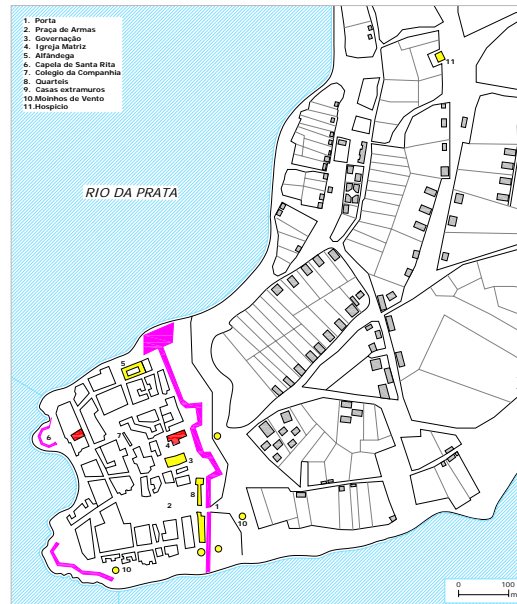 1. Porta
2. Praça de Armas
3. Governação
4. Igreja Matriz
5. Alfândega
6. Capela de Santa Rita
7. Colegio da Companhia
8. Quarteis
9. Casas extramuros
10.Moinhos de Vento
11.Hospicio
11
RIO DA PRATA
5
6
7
4
3
8
2
1
10
10
0 100
m